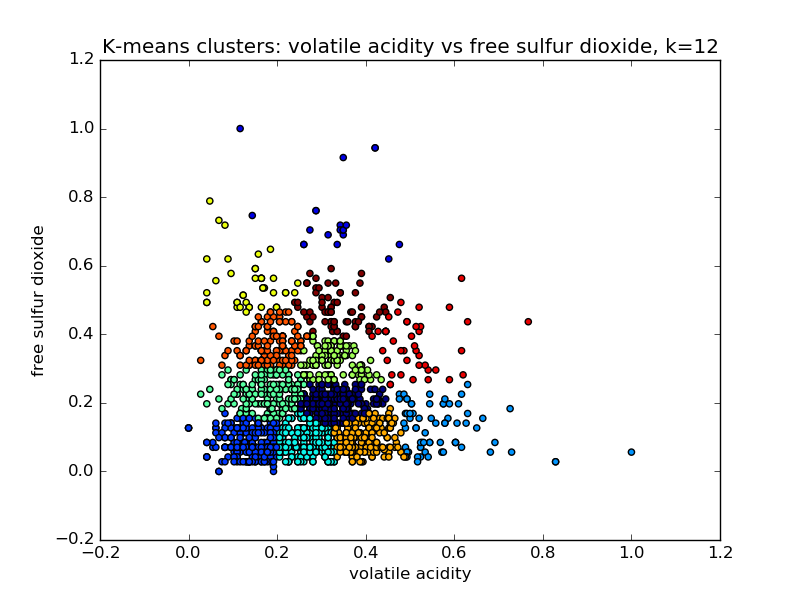 K-means clusters: volatile acidity vs free sulfur dioxide, k=12
1.2
1.0
0.8
0.6
0.4
0.2
0.0
−0.2
free sulfur dioxide
−0.2 0.0 0.2 0.4 0.6 0.8 1.0 1.2
volatile acidity